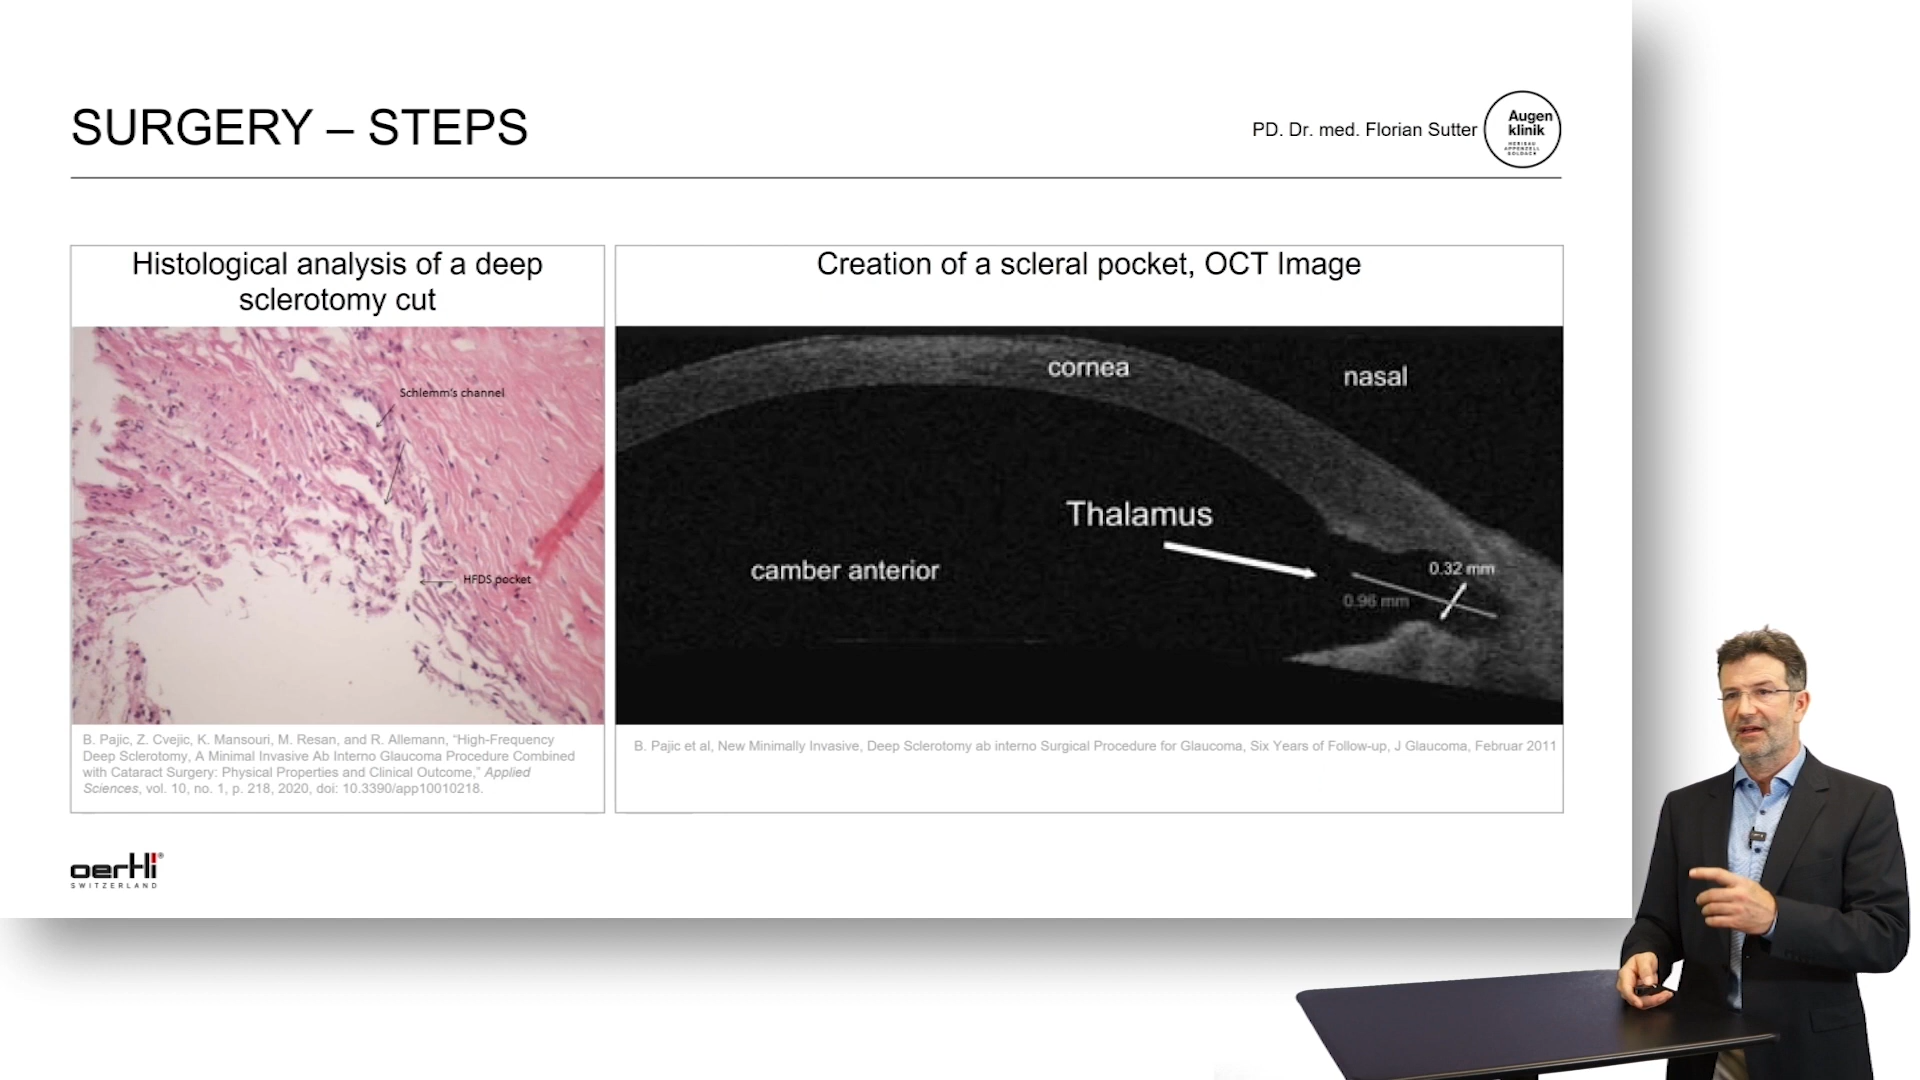 SURGERY – STEPS
PD. Dr. med. Florian Sutter
Augen
klinik
HERISAU
APPENZELL
GOLDACH
Histological analysis of a deep
sclerotomy cut
Schlemm's channel
HFDS pocket
B. Pajic, Z. Cvejic, K. Mansouri, M. Resan, and R. Allemann, “High-Frequency
Deep Sclerotomy, A Minimal Invasive Ab Interno Glaucoma Procedure Combined
with Cataract Surgery: Physical Properties and Clinical Outcome,” Applied
Sciences, vol. 10, no. 1, p. 218, 2020, doi: 10.3390/app10010218.
Creation of a scleral pocket, OCT Image
cornea
nasal
Thalamus
camber anterior
0.32 mm
0.96 mm
B. Pajic et al, New Minimally Invasive, Deep Sclerotomy ab interno Surgical Procedure for Glaucoma, Six Years of Follow-up, J Glaucoma, Februar 2011
oertli®
SWITZERLAND